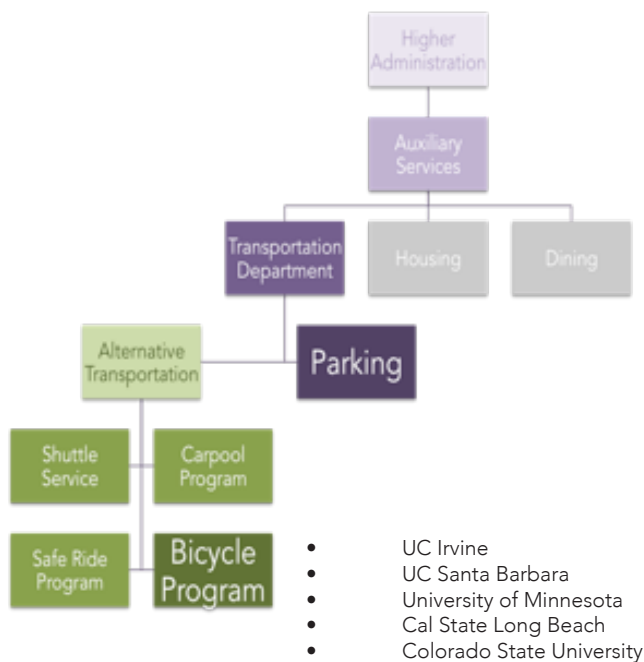 Higher
Administration
Auxiliary
Services
Transportation
Department
Housing
Dining
Alternative
Transportation
Parking
Shuttle
Service
Carpool
Program
Safe Ride
Program
Bicycle
Program
• UC Irvine
• UC Santa Barbara
• University of Minnesota
• Cal State Long Beach
• Colorado State University